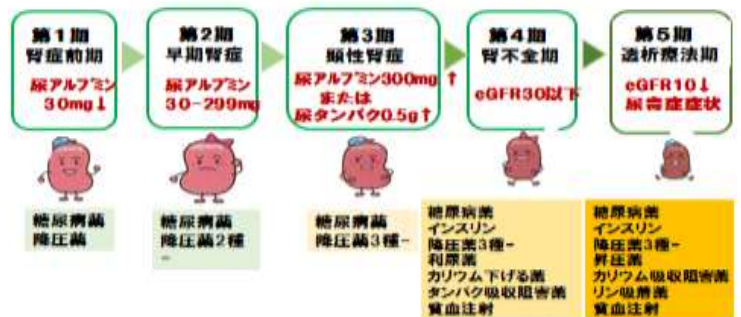 第1期
腎症前期
尿アルブミン
30mg↓
第2期
早期腎症
尿アルブミン
30-299mg
第3期
顕性腎症
尿アルブミン300mg ↑
または
尿タンパク0.5g↑
第4期
腎不全期
eGFR30以下
第5期
透析療法期
eGFR10↓
尿毒症症状
糖尿病薬
降圧薬
糖尿病薬
降圧薬2種
-
糖尿病薬
降圧薬3種-
糖尿病薬
インスリン
降圧薬3種-
利尿薬
カリウム下げる薬
タンパク吸収阻害薬
貧血注射
糖尿病薬
インスリン
降圧薬3種-
昇圧薬
カリウム吸収阻害薬
リン吸着薬
貧血注射